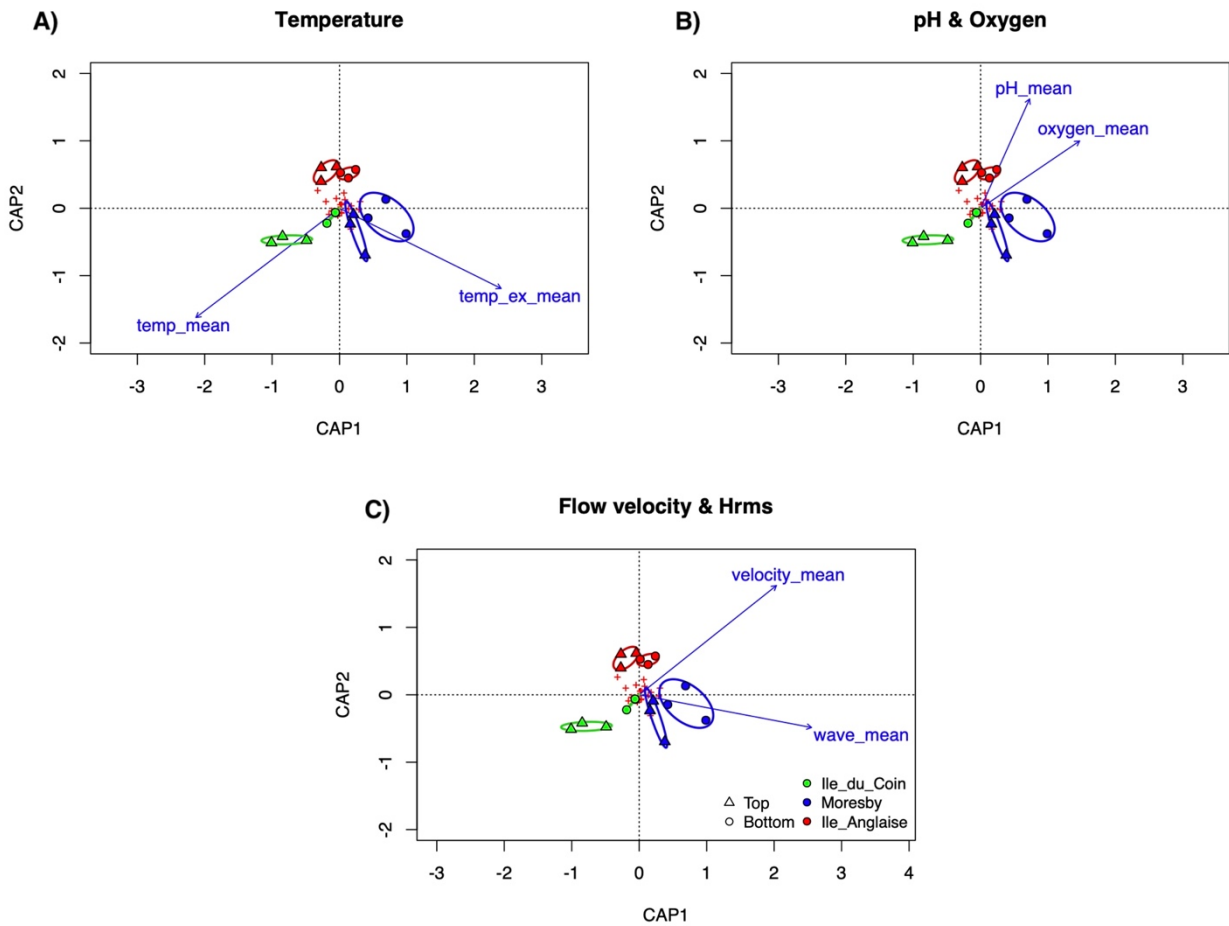 A) Temperature
CAP2
2
1
0
-1
-2
temp_mean
temp_ex_mean
-3 -2 -1 0 1 2 3
CAP1
B) pH & Oxygen
CAP2
2
1
0
-1
-2
pH_mean
oxygen_mean
-3 -2 -1 0 1 2 3
CAP1
C) Flow velocity & Hrms
CAP2
2
1
0
-1
-2
velocity_mean
wave_mean
Top
Bottom
Ile_du_Coin
Moresby
Ile_Anglaise
-3 -2 -1 0 1 2 3 4
CAP1